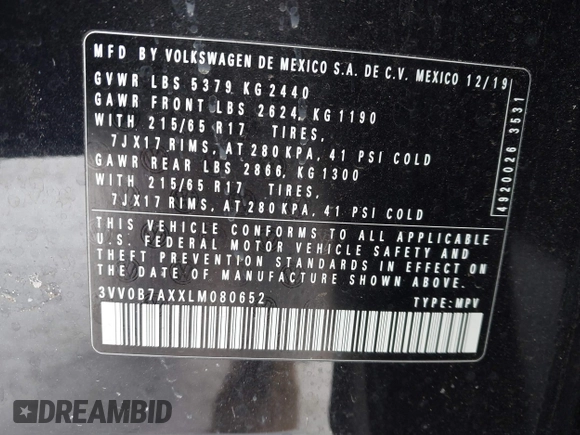 MFD BY VOLKSWAGEN DE MEXICO S.A. DE C.V. MEXICO 12/19
GVWR LBS 5379 KG 2440
GAWR FRONT LBS 2624, KG 1190
WITH 215/65 R17 TIRES,
7JX17 RIMS, AT 280 KPA, 41 PSI COLD
GAWR REAR LBS 2866, KG 1300
WITH 215/65 R17 TIRES,
7JX17 RIMS, AT 280 KPA, 41 PSI COLD
THIS VEHICLE CONFORMS TO ALL APPLICABLE
U.S. FEDERAL MOTOR VEHICLE SAFETY AND
THEFT PREVENTION STANDARDS IN EFFECT ON
THE DATE OF MANUFACTURE SHOWN ABOVE.
3VV0B7AXXLM080652 TYPE: MPV
4920026 3531
DREAMBID